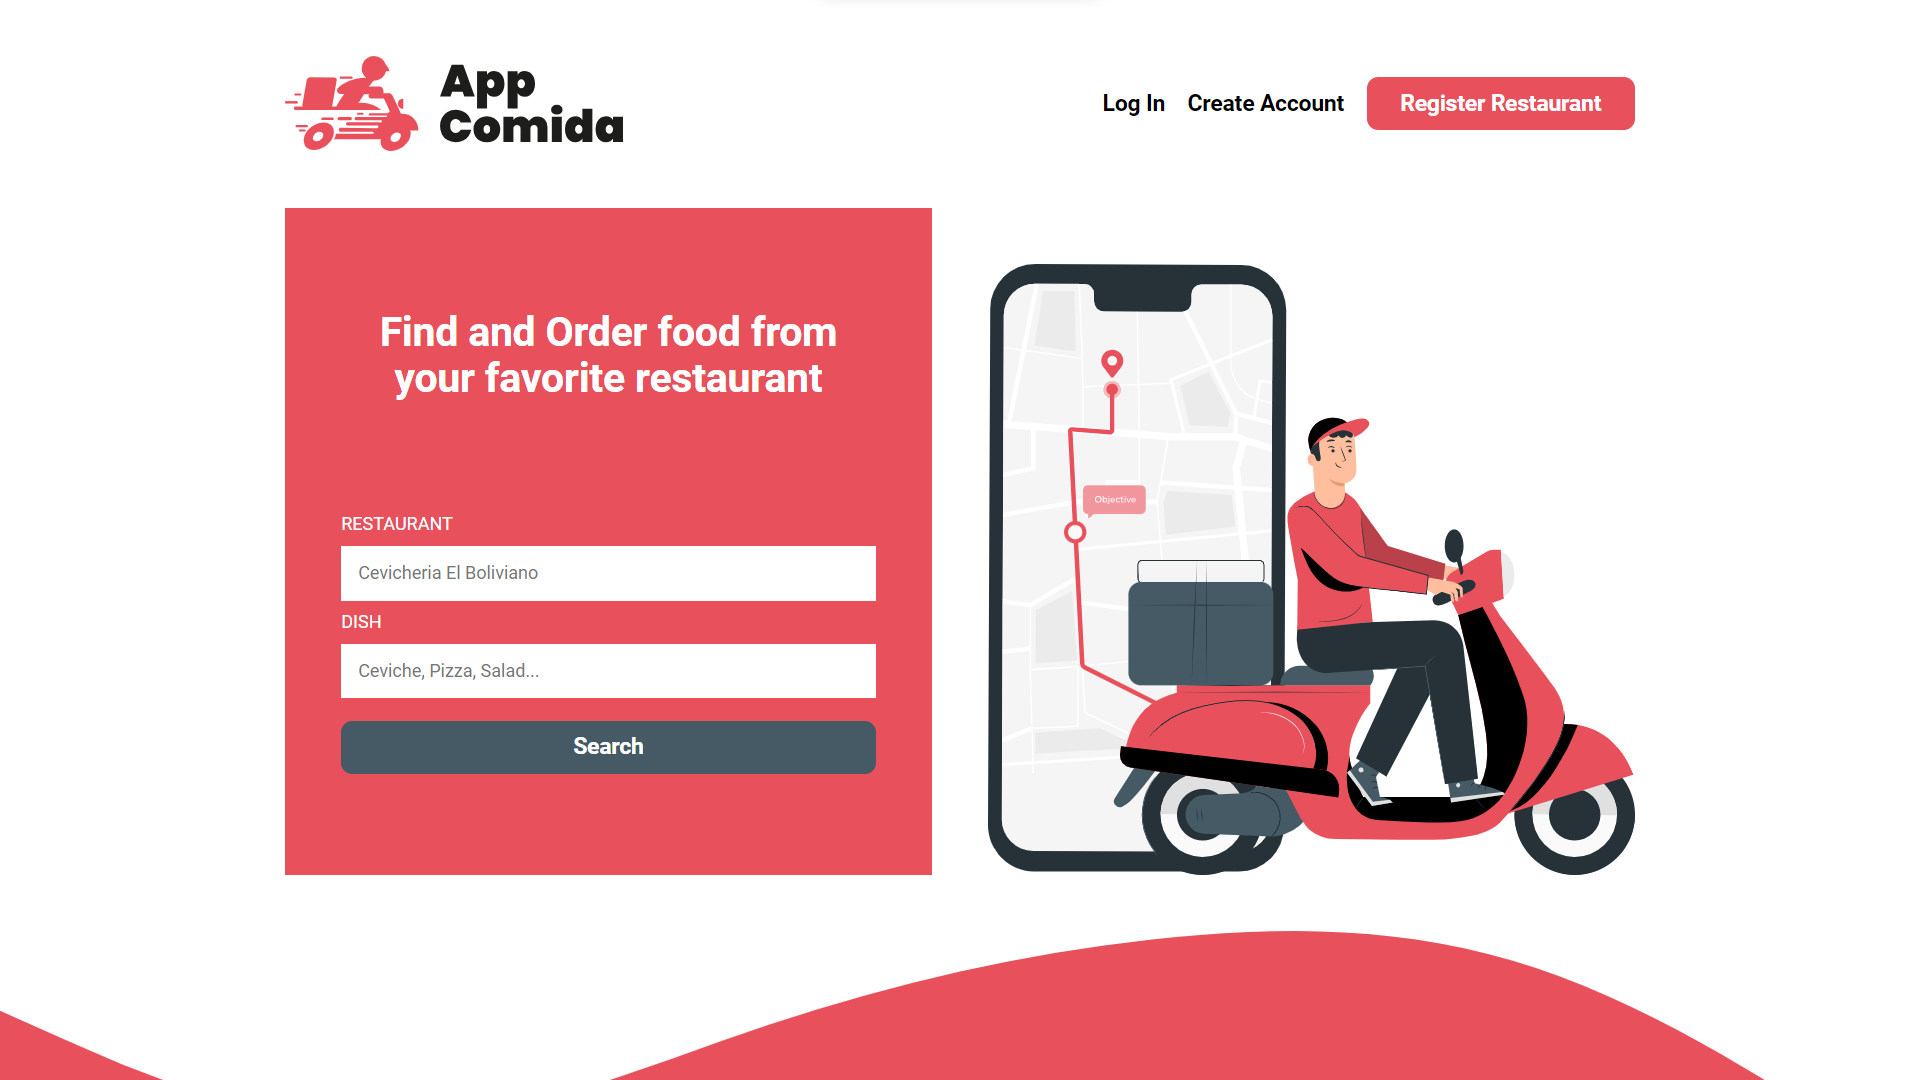 App
Comida
Log In
Create Account
Register Restaurant
Find and Order food from
your favorite restaurant
RESTAURANT
Cevicheria El Boliviano
DISH
Ceviche, Pizza, Salad...
Search
Objective